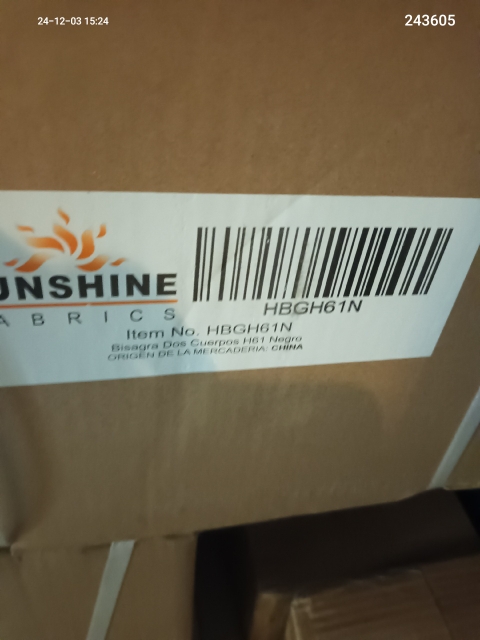 24-12-03 15:24
243605
UNSHINE
ABRICS
HBGH61N
Item No. HBGH61N
Bisagra Dos Cuerpos H61 Negro
ORIGEN DE LA MERCADERIA: CHINA